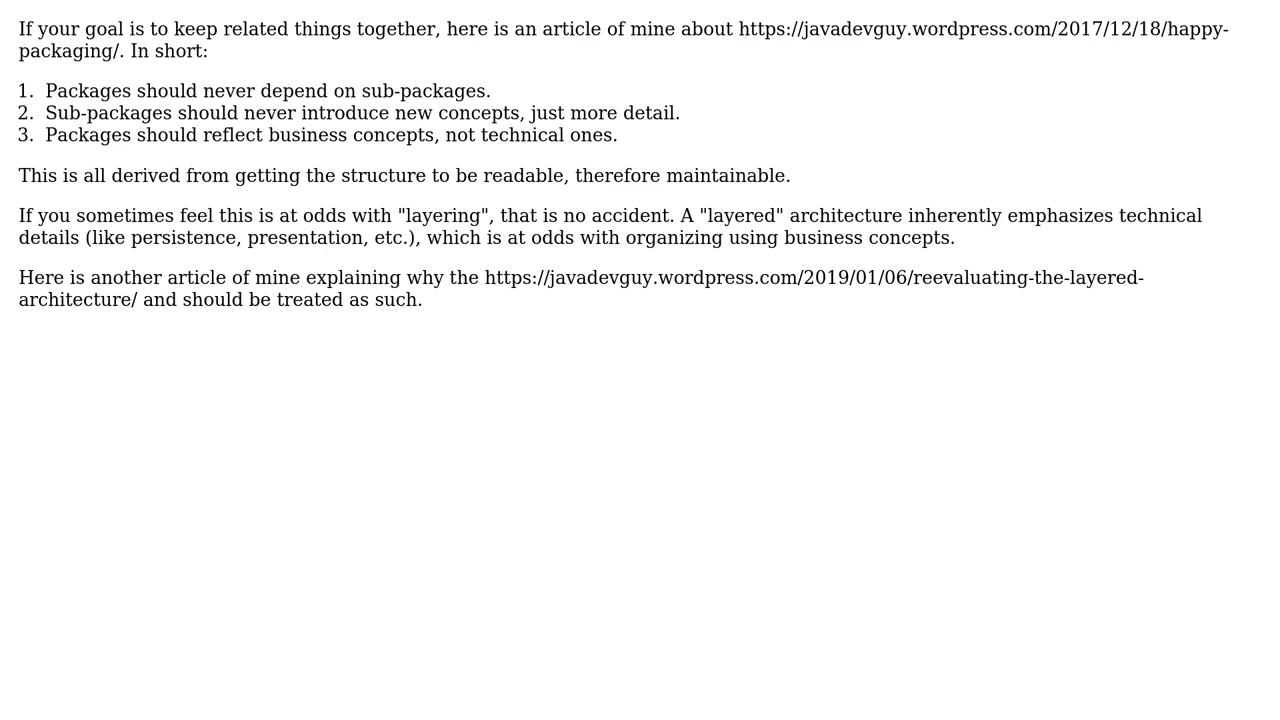 If your goal is to keep related things together, here is an article of mine about https://javadevguy.wordpress.com/2017/12/18/happy-
packaging/. In short:
1. Packages should never depend on sub-packages.
2. Sub-packages should never introduce new concepts, just more detail.
3. Packages should reflect business concepts, not technical ones.
This is all derived from getting the structure to be readable, therefore maintainable.
If you sometimes feel this is at odds with "layering", that is no accident. A "layered" architecture inherently emphasizes technical
details (like persistence, presentation, etc.), which is at odds with organizing using business concepts.
Here is another article of mine explaining why the https://javadevguy.wordpress.com/2019/01/06/reevaluating-the-layered-
architecture/ and should be treated as such.